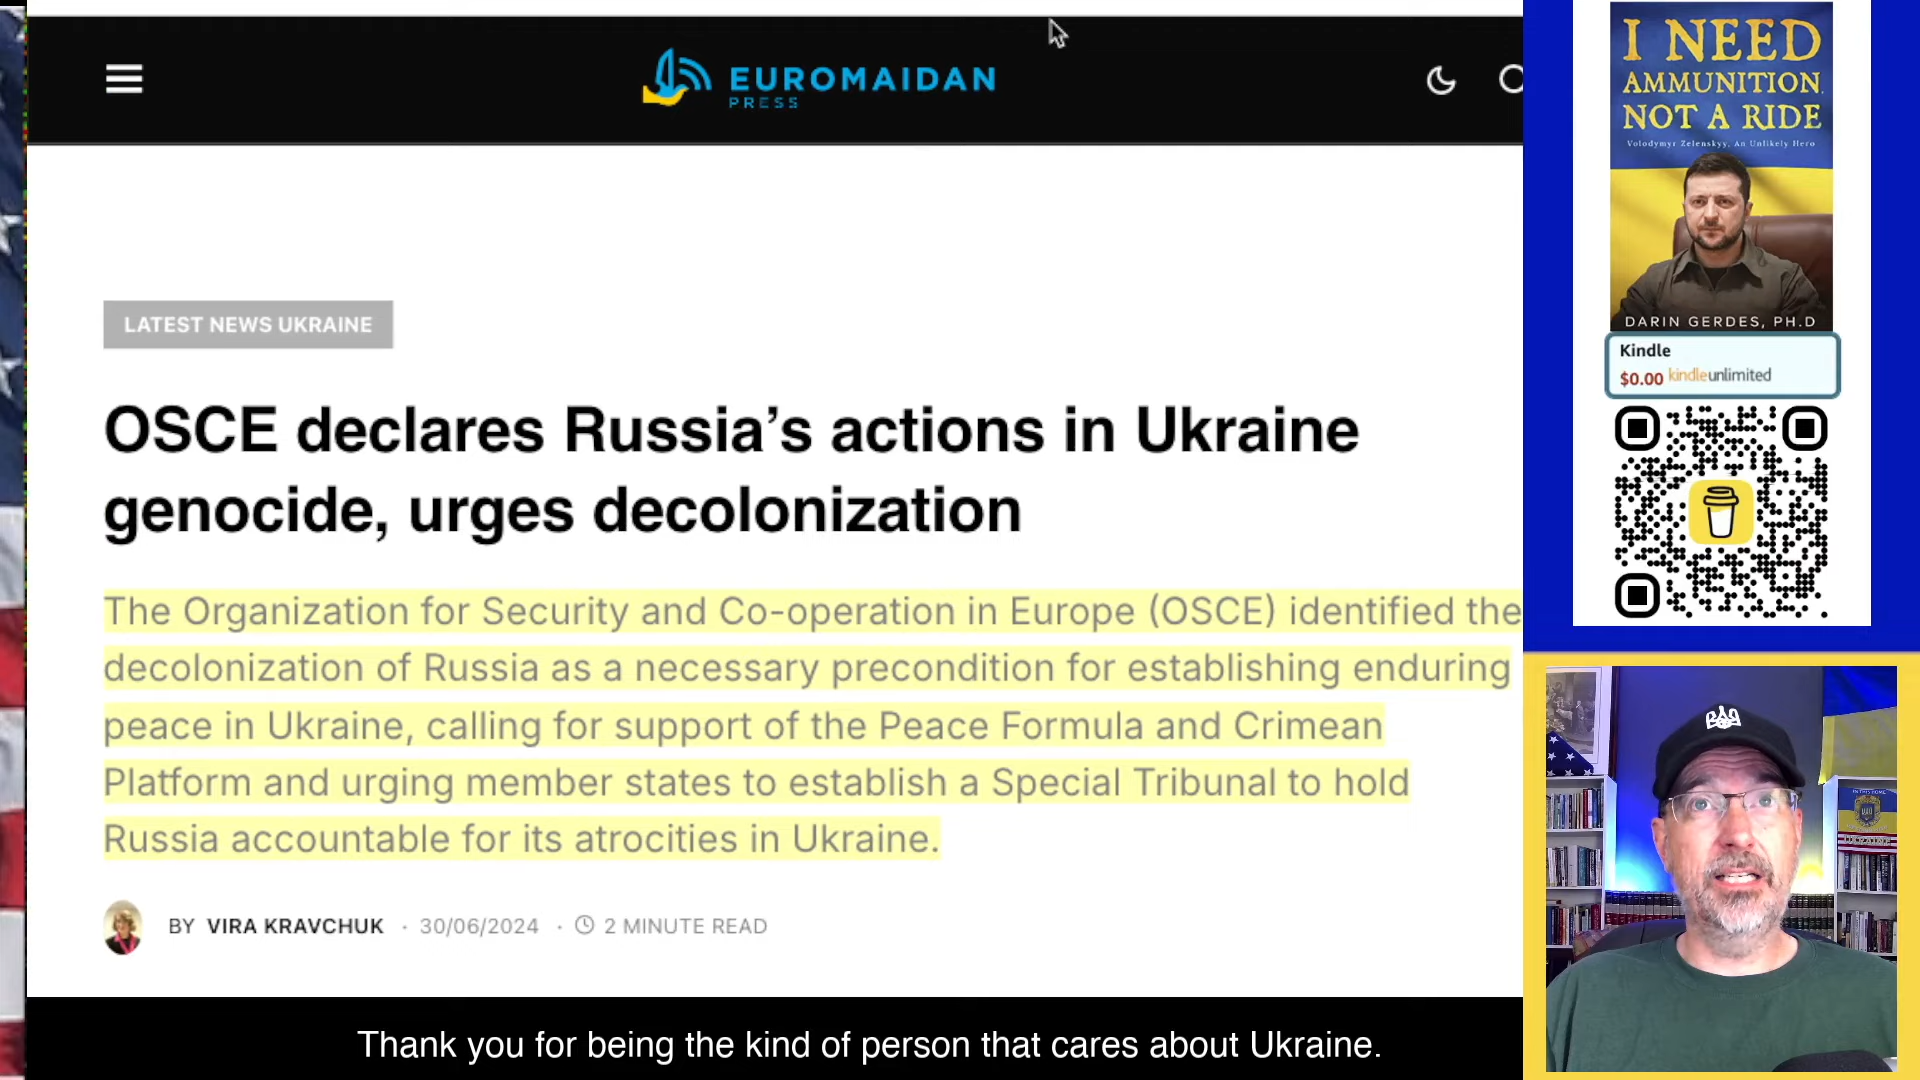 EUROMAIDAN
PRESS
LATEST NEWS UKRAINE
OSCE declares Russia’s actions in Ukraine
genocide, urges decolonization
The Organization for Security and Co-operation in Europe (OSCE) identified the
decolonization of Russia as a necessary precondition for establishing enduring
peace in Ukraine, calling for support of the Peace Formula and Crimean
Platform and urging member states to establish a Special Tribunal to hold
Russia accountable for its atrocities in Ukraine.
BY VIRA KRAVCHUK · 30/06/2024 · 2 MINUTE READ
Thank you for being the kind of person that cares about Ukraine.
I NEED
AMMUNITION,
NOT A RIDE
Volodymyr Zelenskyy, An Unlikely Hero
DARIN GERDES, PH.D
Kindle
$0.00 kindleunlimited
UKRAINE